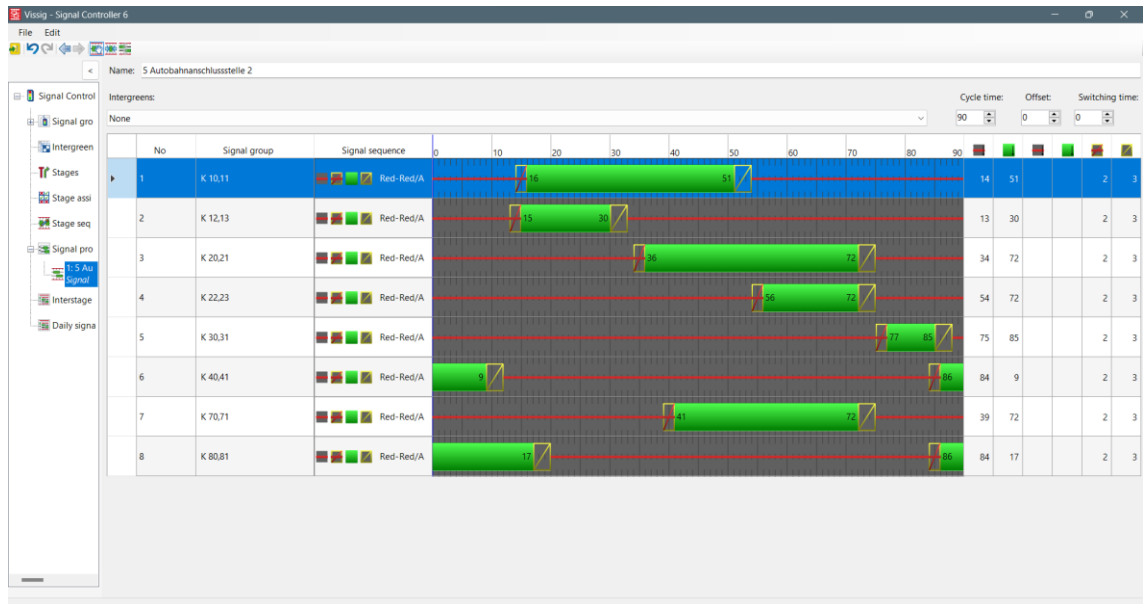 Vissig - Signal Controller 6
File Edit
< Name: 5 Autobahnanschlussstelle 2
Signal Control
Intergreens: Cycle time: Offset: Switching time:
Signal gro
None 90 0 0
Intergreen
No Signal group Signal sequence 0 10 20 30 40 50 60 70 80 90
Stages
1 K 10,11 Red-Red/A 16 51 14 51 2 3
Stage assi
2 K 12,13 Red-Red/A 15 30 13 30 2 3
Stage seq
Signal pro
3 K 20,21 Red-Red/A 36 72 34 72 2 3
1: 5 Au
Signal
4 K 22,23 Red-Red/A 56 72 54 72 2 3
Interstage
Daily signa
5 K 30,31 Red-Red/A 77 85 75 85 2 3
6 K 40,41 Red-Red/A 9 86 84 9 2 3
7 K 70,71 Red-Red/A 41 72 39 72 2 3
8 K 80,81 Red-Red/A 17 86 84 17 2 3